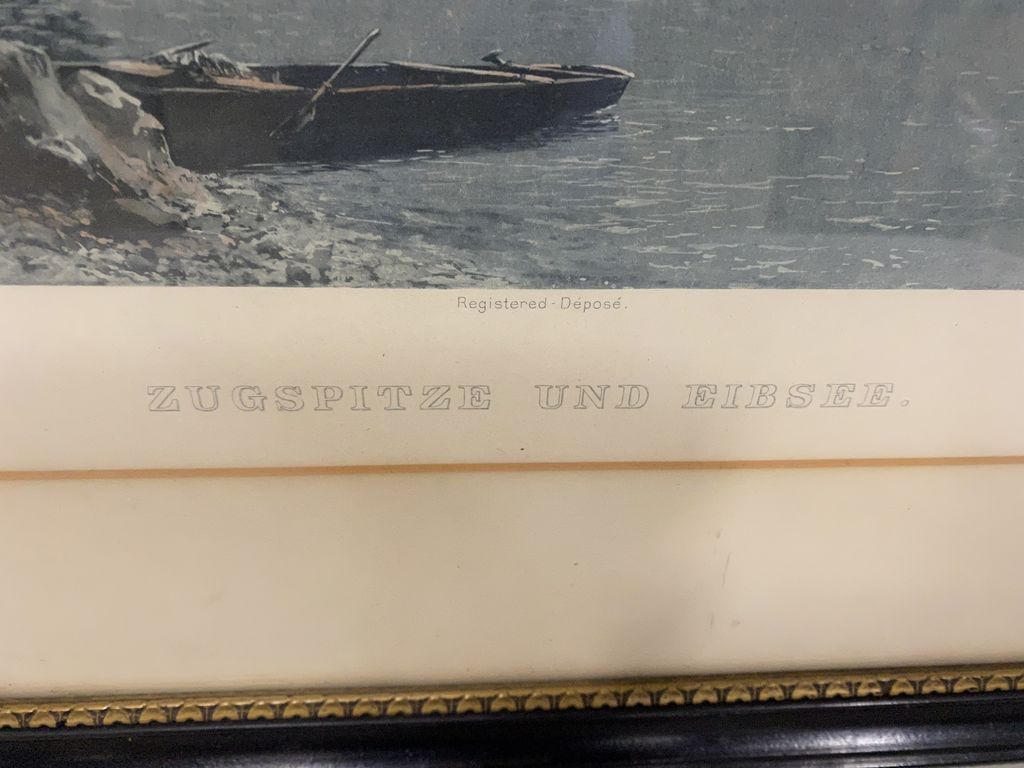 Registered - Déposé.
ZUGSPITZE UND EIBSEE.